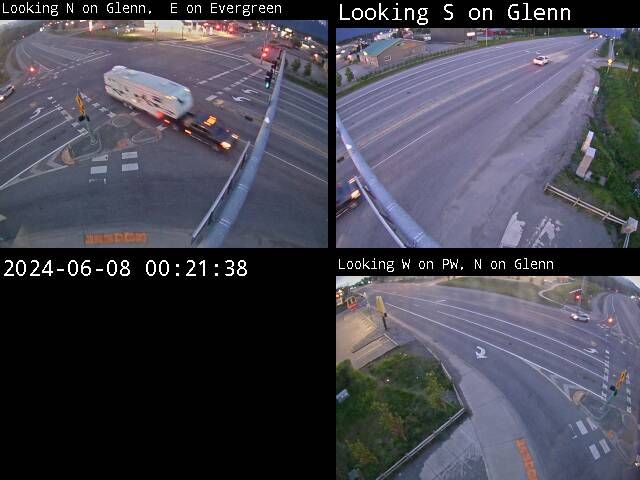 Looking N on Glenn, E on Evergreen
Looking S on Glenn
2024-06-08 00:21:38
Looking W on PW, N on Glenn